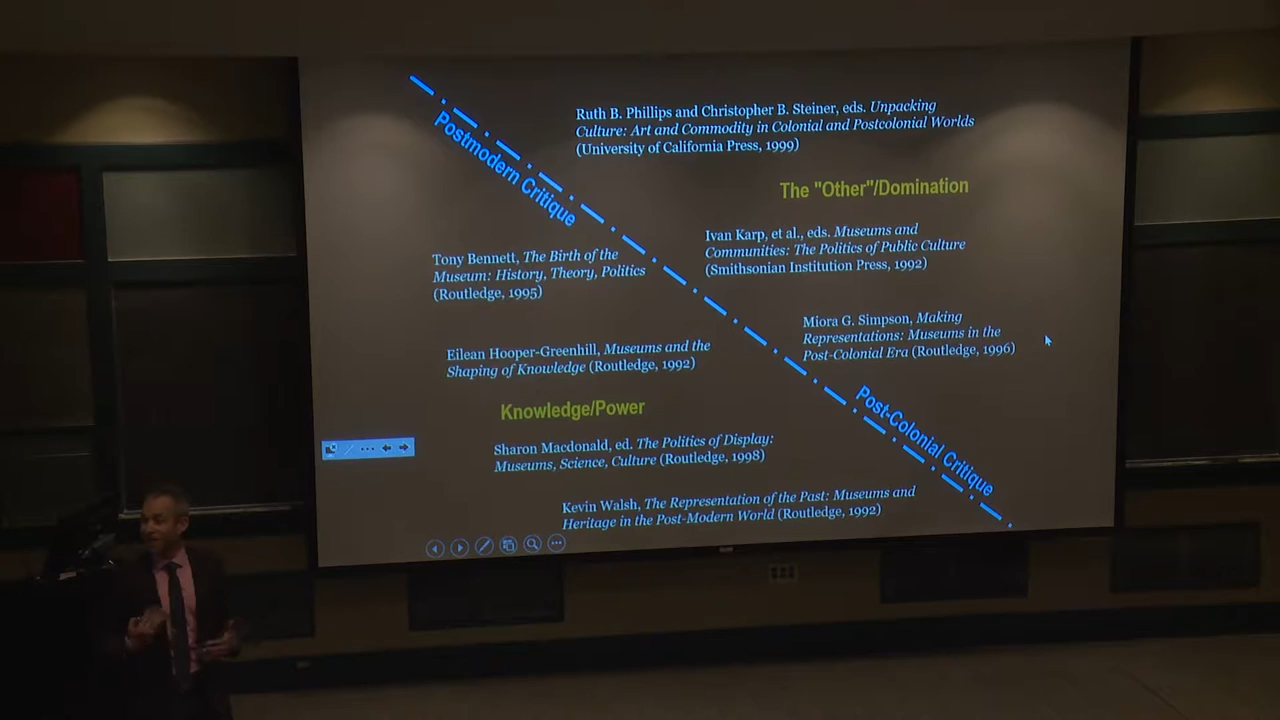 Ruth B. Phillips and Christopher B. Steiner, eds. Unpacking
Culture: Art and Commodity in Colonial and Postcolonial Worlds
(University of California Press, 1999)
Postmodern Critique
The "Other"/Domination
Ivan Karp, et al., eds. Museums and
Communities: The Politics of Public Culture
(Smithsonian Institution Press, 1992)
Tony Bennett, The Birth of the
Museum: History, Theory, Politics
(Routledge, 1995)
Miora G. Simpson, Making
Representations: Museums in the
Post-Colonial Era (Routledge, 1996)
Eilean Hooper-Greenhill, Museums and the
Shaping of Knowledge (Routledge, 1992)
Knowledge/Power
Post-Colonial Critique
Sharon Macdonald, ed. The Politics of Display:
Museums, Science, Culture (Routledge, 1998)
Kevin Walsh, The Representation of the Past: Museums and
Heritage in the Post-Modern World (Routledge, 1992)